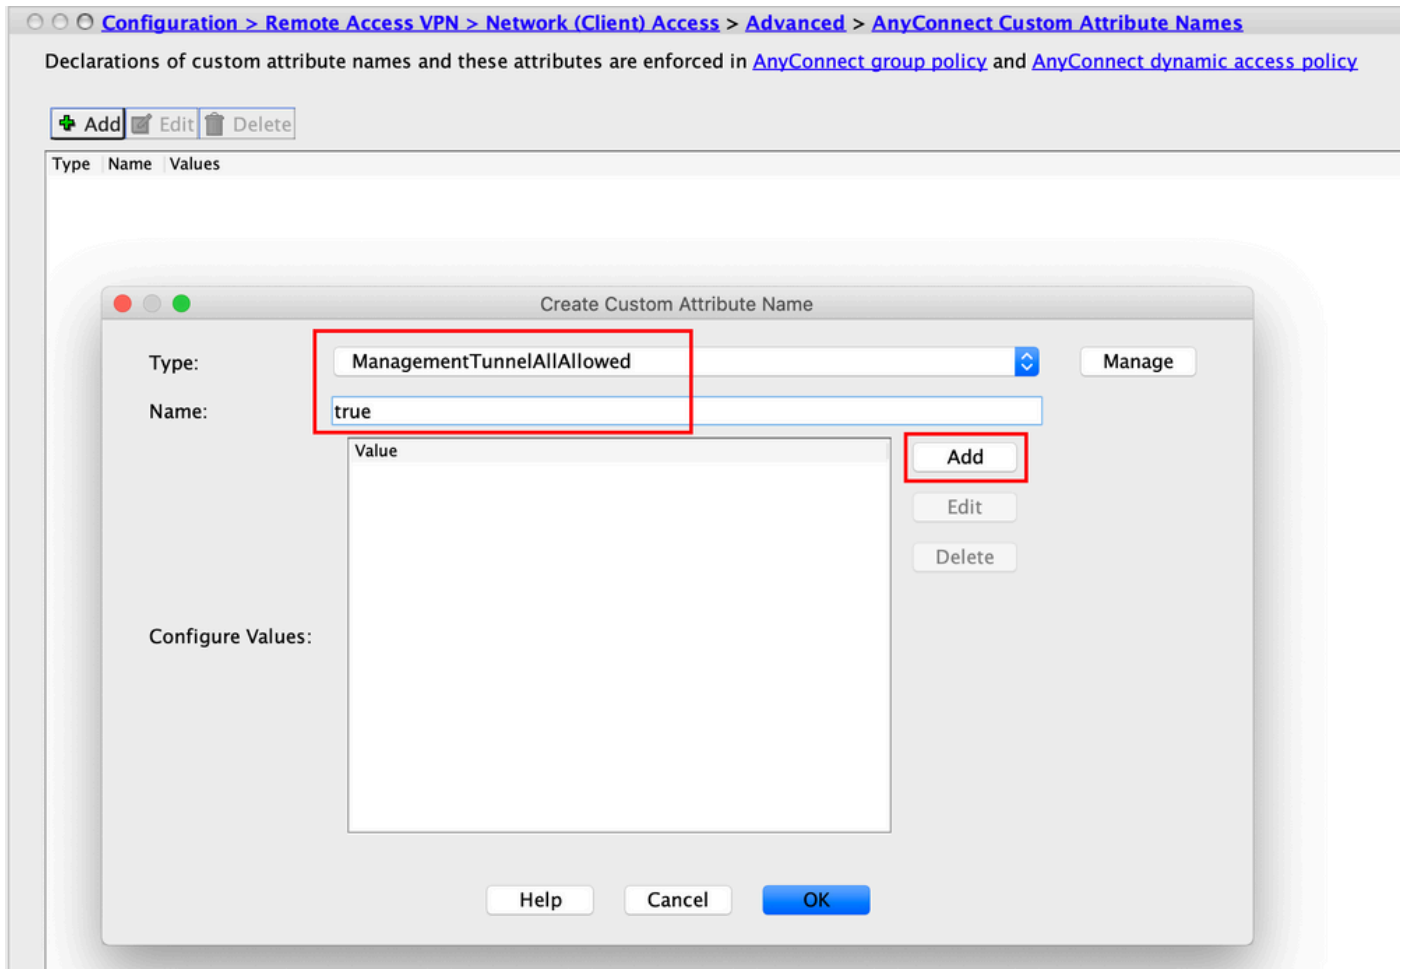 Configuration > Remote Access VPN > Network (Client) Access > Advanced > AnyConnect Custom Attribute Names
Declarations of custom attribute names and these attributes are enforced in AnyConnect group policy and AnyConnect dynamic access policy
Add Edit Delete
Type Name Values
Create Custom Attribute Name
Type: ManagementTunnelAllAllowed Manage
Name: true
Value Add
Edit
Delete
Configure Values:
Help Cancel OK